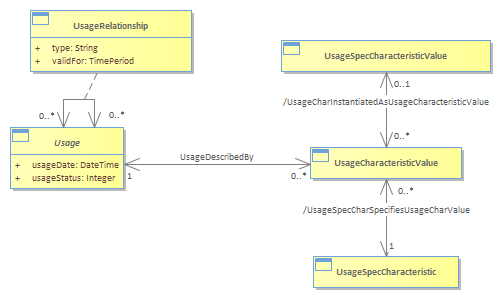 UsageRelationship
+ type: String
+ validFor: TimePeriod
UsageSpecCharacteristicValue
0..1
/UsageCharInstantiatedAsUsageCharacteristicValue
0..*
0..*
0..*
Usage
+ usageDate: DateTime
+ usageStatus: Integer
UsageDescribedBy
1
0..*
UsageCharacteristicValue
0..*
/UsageSpecCharSpecifiesUsageCharValue
1
UsageSpecCharacteristic